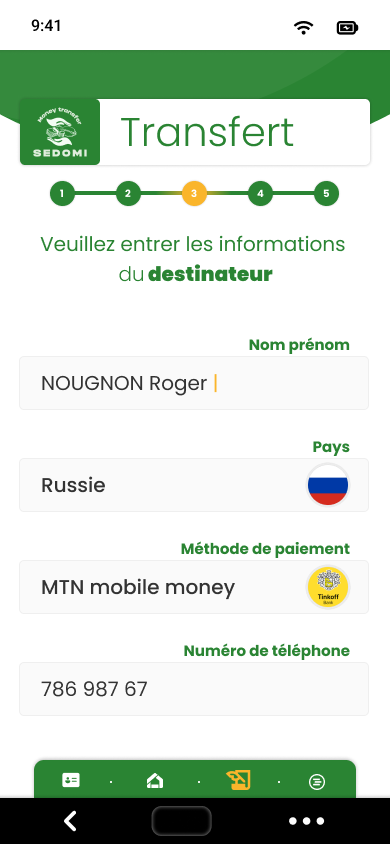 9:41
Money transfer
SEDOMI
Transfert
1 2 3 4 5
Veuillez entrer les informations
du destinateur
Nom prénom
NOUGNON Roger
Pays
Russie
Méthode de paiement
MTN mobile money
Tinkoff
Bank
Numéro de téléphone
786 987 67